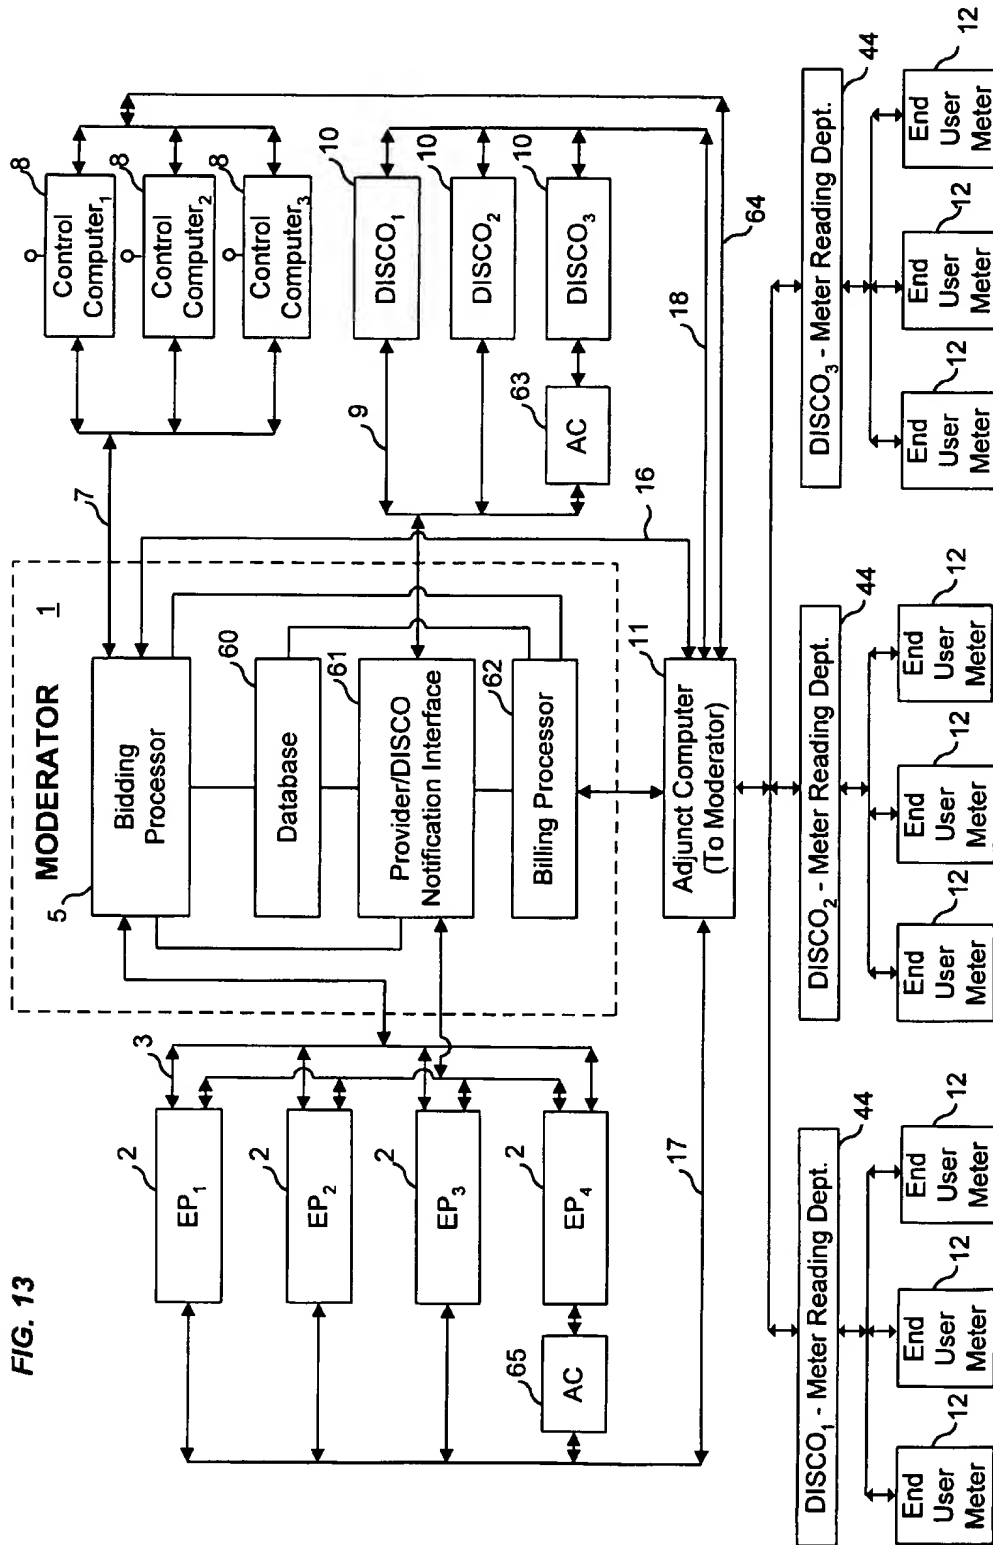 FIG. 13
MODERATOR
1
5
Bidding
Processor
60
Database
61
Provider/DISCO
Notification Interface
62
Billing Processor
3
2
EP1
2
EP2
2
EP3
2
EP4
65
AC
17
7
8
Control
Computer1
8
Control
Computer2
8
Control
Computer3
9
10
DISCO1
10
DISCO2
10
DISCO3
63
AC
16
18
64
11
Adjunct Computer
(To Moderator)
44
DISCO1 - Meter Reading Dept.
44
DISCO2 - Meter Reading Dept.
44
DISCO3 - Meter Reading Dept.
12
End
User
Meter
12
End
User
Meter
12
End
User
Meter
12
End
User
Meter
12
End
User
Meter
12
End
User
Meter
12
End
User
Meter
12
End
User
Meter
12
End
User
Meter